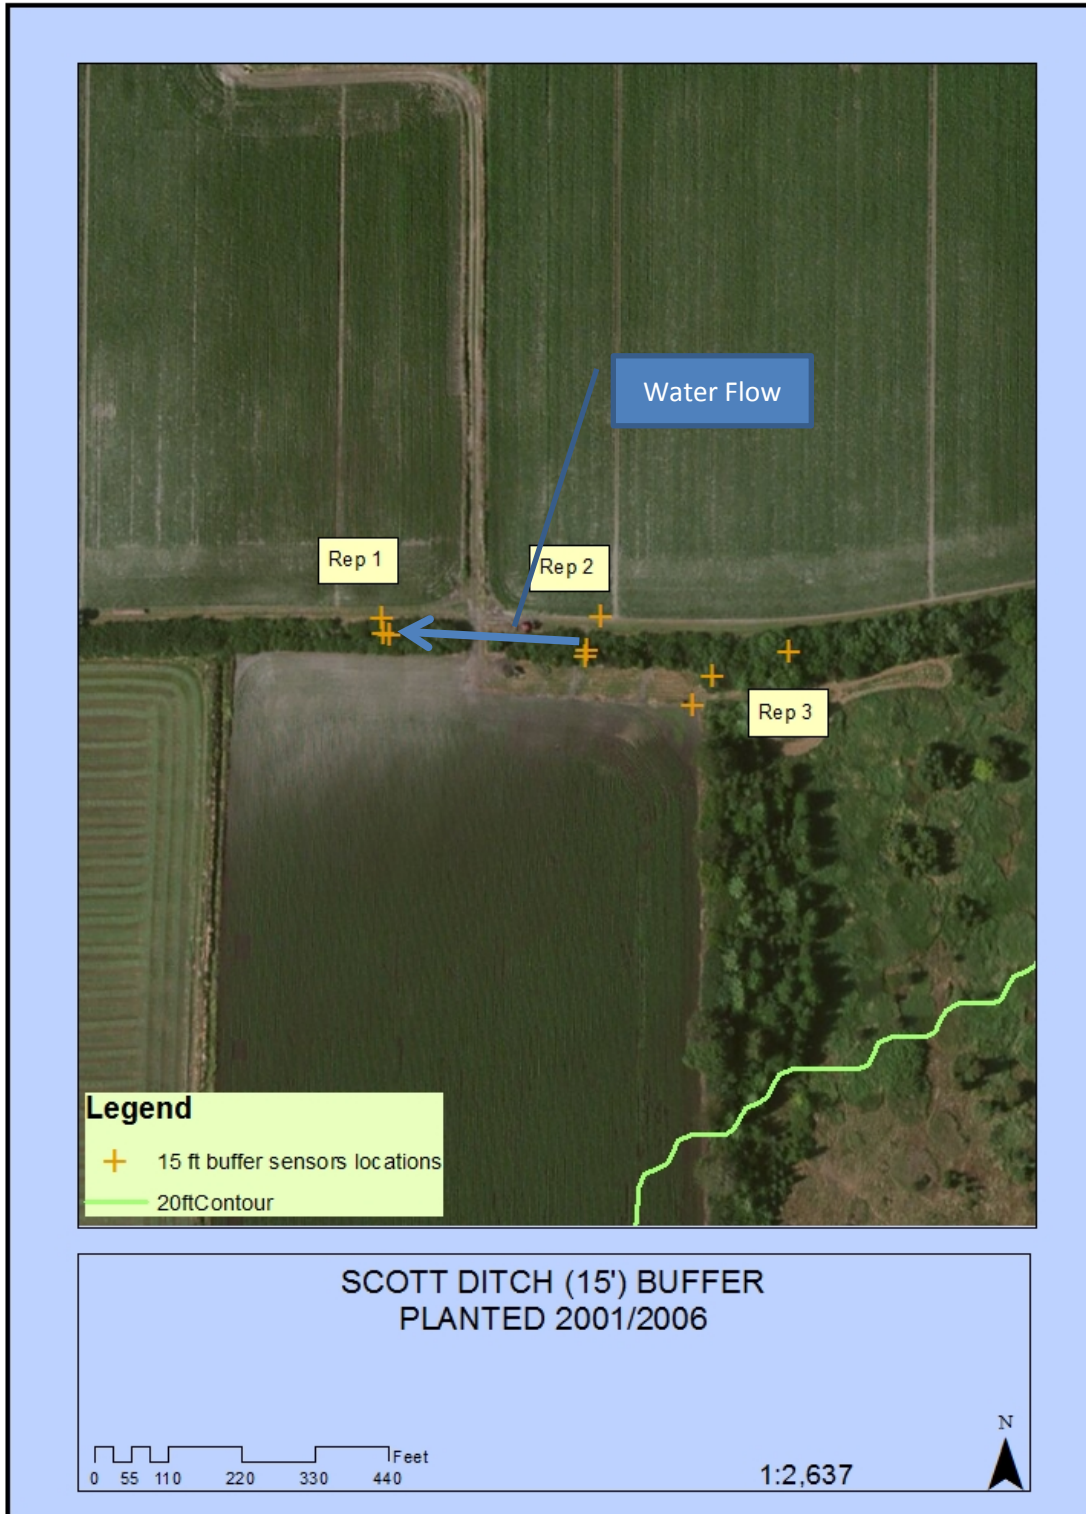 Water Flow
Rep 1
Rep 2
Rep 3
Legend
15 ft buffer sensors locations
20ftContour
SCOTT DITCH (15') BUFFER
PLANTED 2001/2006
Feet
0 55 110 220 330 440
1:2,637
N